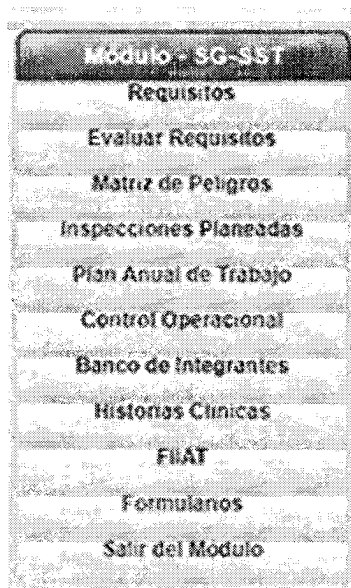 Módulo - SG-SST
Requisitos
Evaluar Requisitos
Matriz de Peligros
Inspecciones Planeadas
Plan Anual de Trabajo
Control Operacional
Banco de Integrantes
Historias Clinicas
FIIAT
Formularios
Salir del Modulo